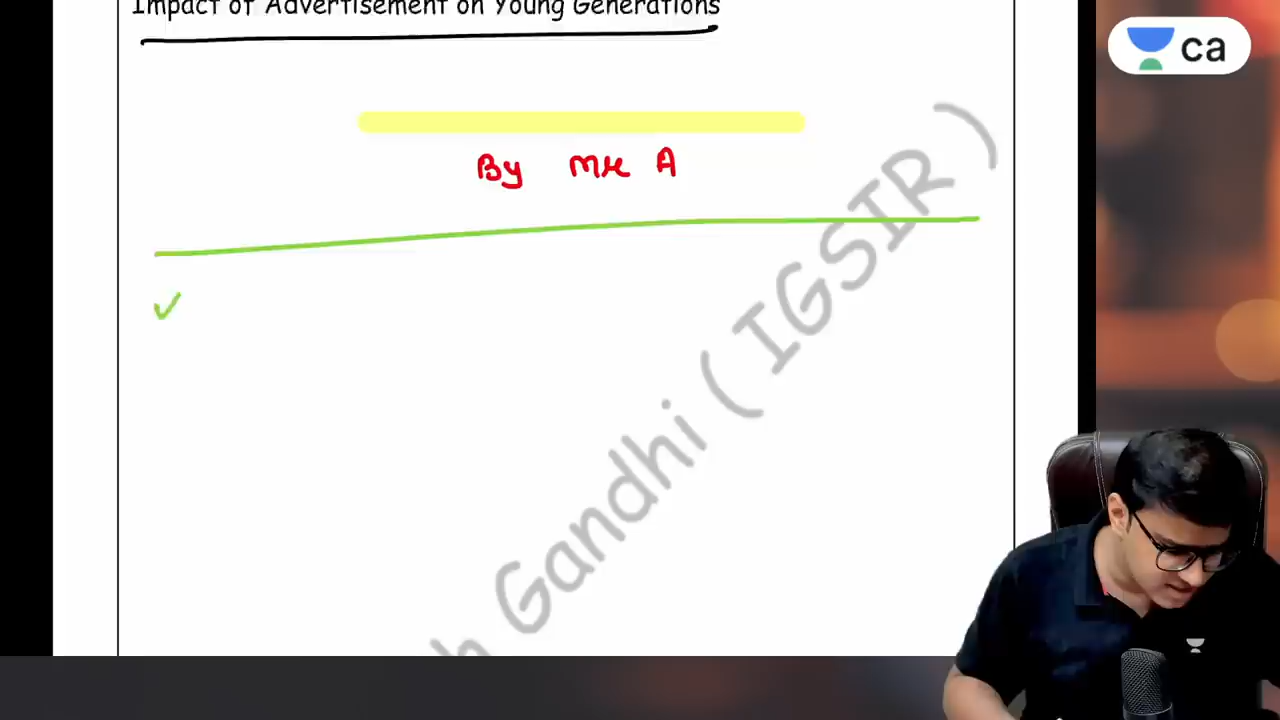 Impact of Advertisement on Young Generations
ca
By Mr A
h Gandhi ( IGSIR )